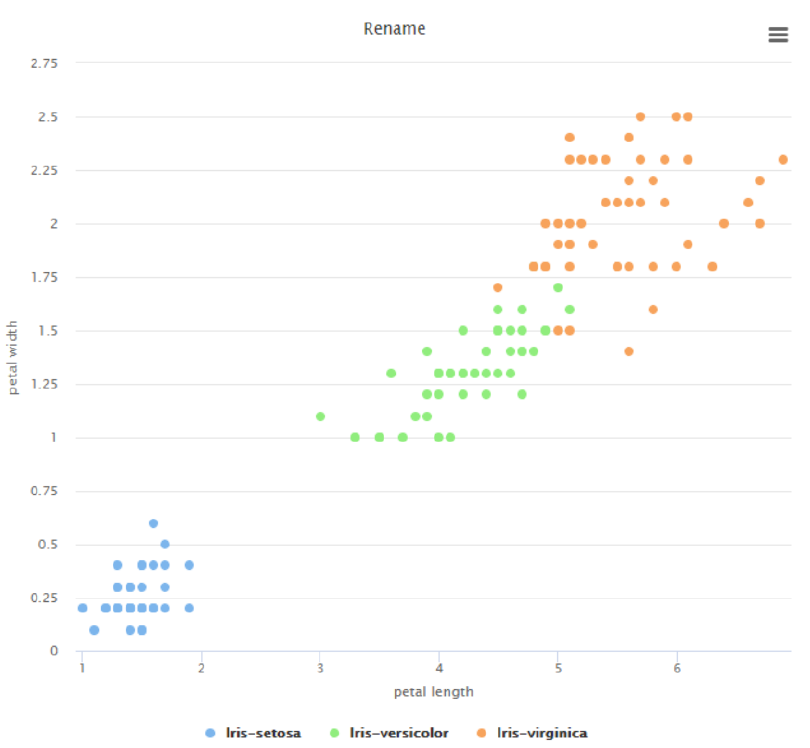 Rename
2.75
2.5
2.25
2
1.75
1.5
1.25
1
0.75
0.5
0.25
0
petal width
1 2 3 4 5 6
petal length
Iris-setosa Iris-versicolor Iris-virginica